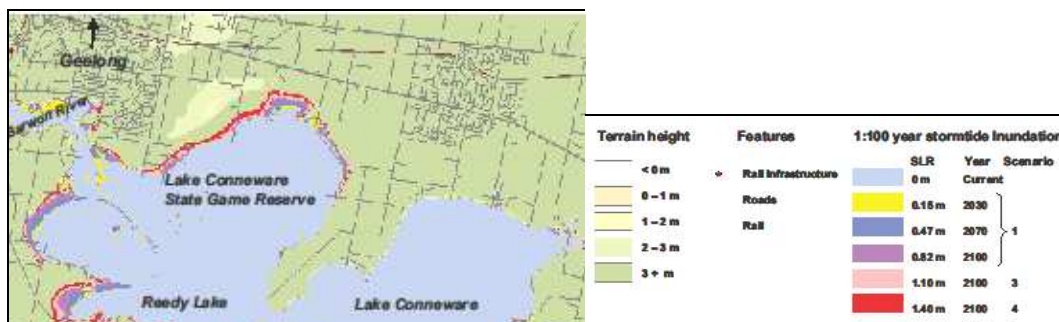 Geelong
Barwon River
Lake Conneware
State Game Reserve
Reedy Lake
Lake Conneware
Terrain height
< 0 m
0 – 1 m
1 – 2 m
2 – 3 m
3 + m
Features
Rail Infrastructure
Roads
Rail
1:100 year stormtide Inundation
SLR Year Scenario
0 m Current
0.15 m 2030
0.47 m 2070 1
0.82 m 2100
1.10 m 2100 3
1.40 m 2100 4